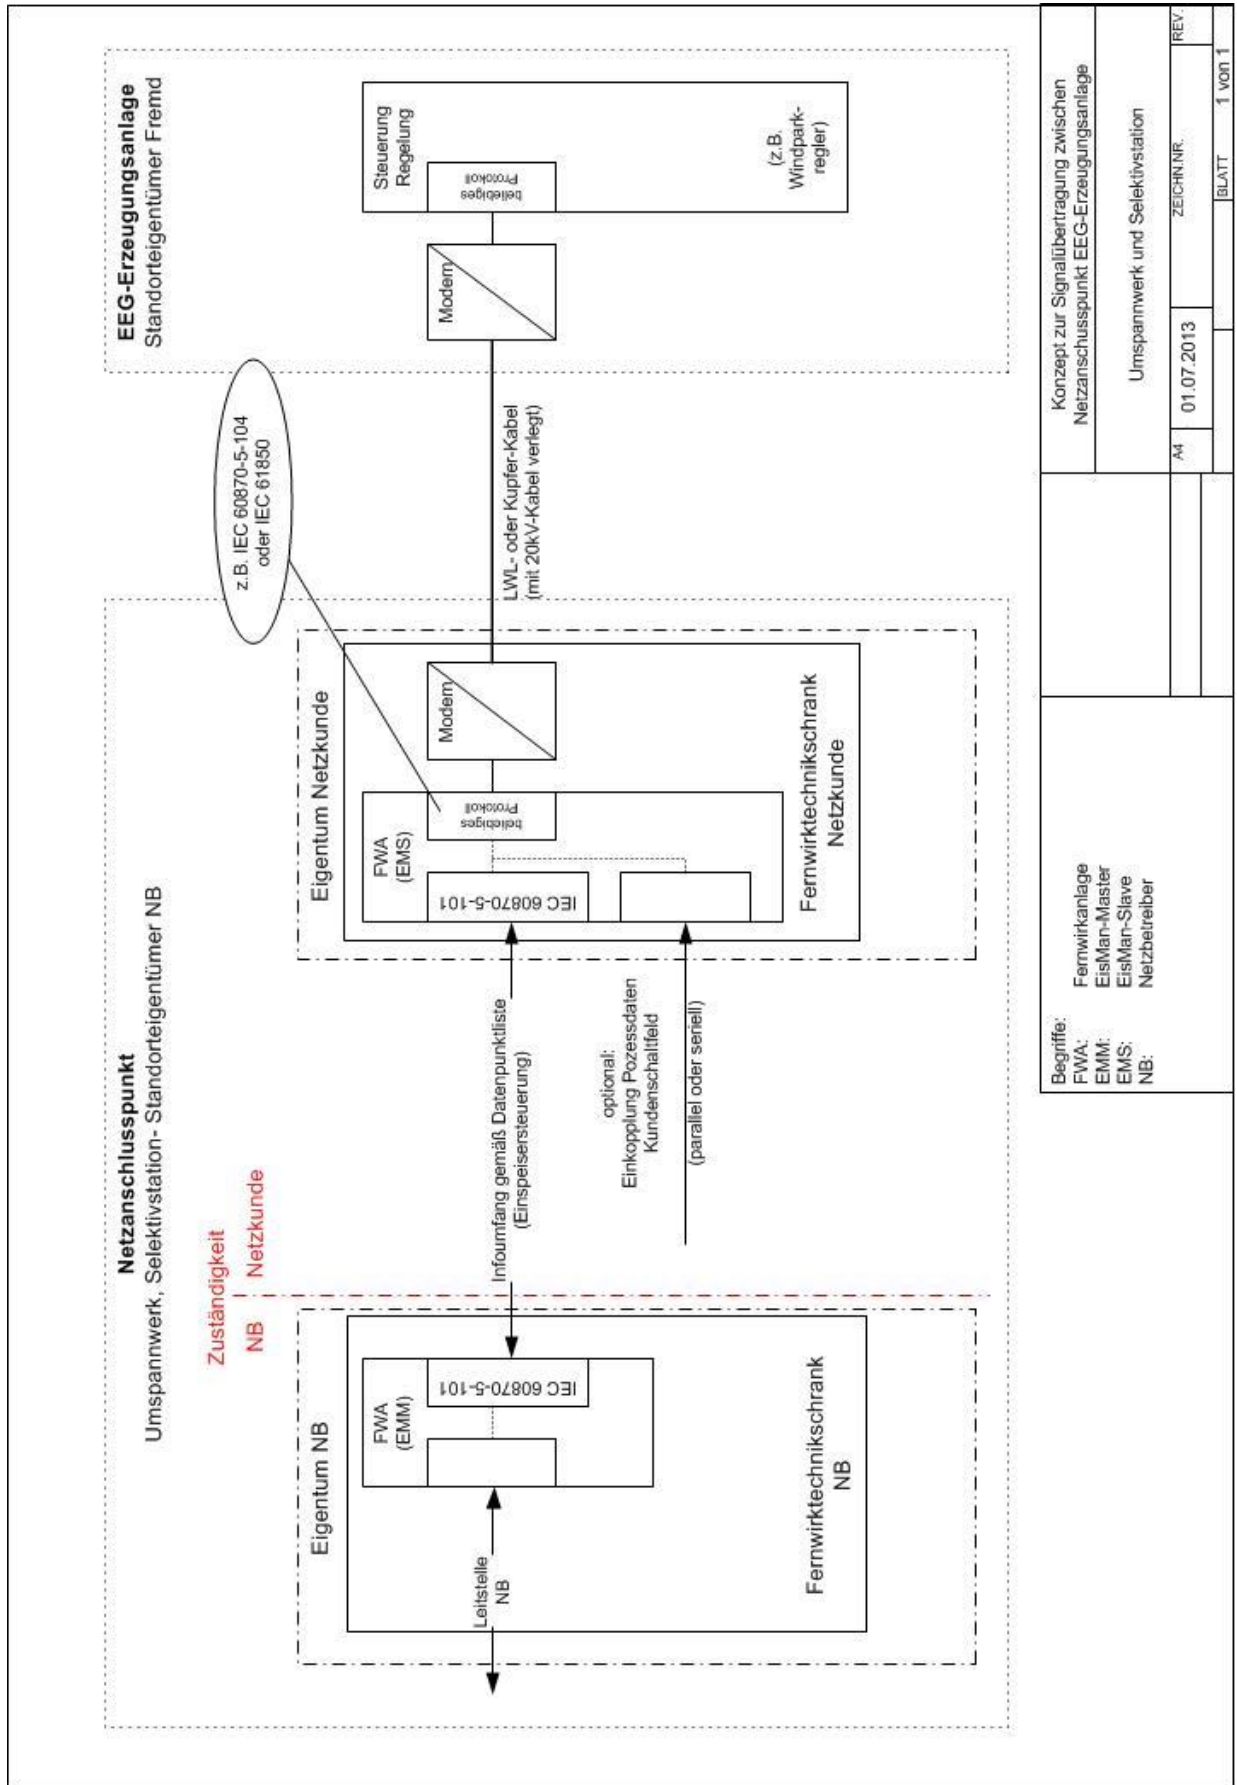 Netzanschlusspunkt
Umspannwerk, Selektivstation- Standorteigentümer NB
Zuständigkeit
NB
Netzkunde
Eigentum NB
FWA
(EMM)
IEC 60870-5-101
Leitstelle
NB
Fernwirktechnikschrank
NB
Infoumfang gemäß Datenpunktliste
(Einspeisersteuerung)
optional:
Einkopplung Pozessdaten
Kundenschaltfeld
(parallel oder seriell)
Eigentum Netzkunde
FWA
(EMS)
IEC 60870-5-101
beliebiges
Protokoll
Modem
Fernwirktechnikschrank
Netzkunde
z.B. IEC 60870-5-104
oder IEC 61850
LWL- oder Kupfer-Kabel
(mit 20kV-Kabel verlegt)
EEG-Erzeugungsanlage
Standorteigentümer Fremd
Modem
Steuerung
Regelung
beliebiges
Protokoll
(z.B.
Windpark-
regler)
Begriffe:
FWA: Fernwirkanlage
EMM: EisMan-Master
EMS: EisMan-Slave
NB: Netzbetreiber
Konzept zur Signalübertragung zwischen
Netzanschusspunkt EEG-Erzeugungsanlage
Umspannwerk und Selektivstation
A4
01.07.2013
ZEICHN.NR.
REV.
BLATT
1 von 1